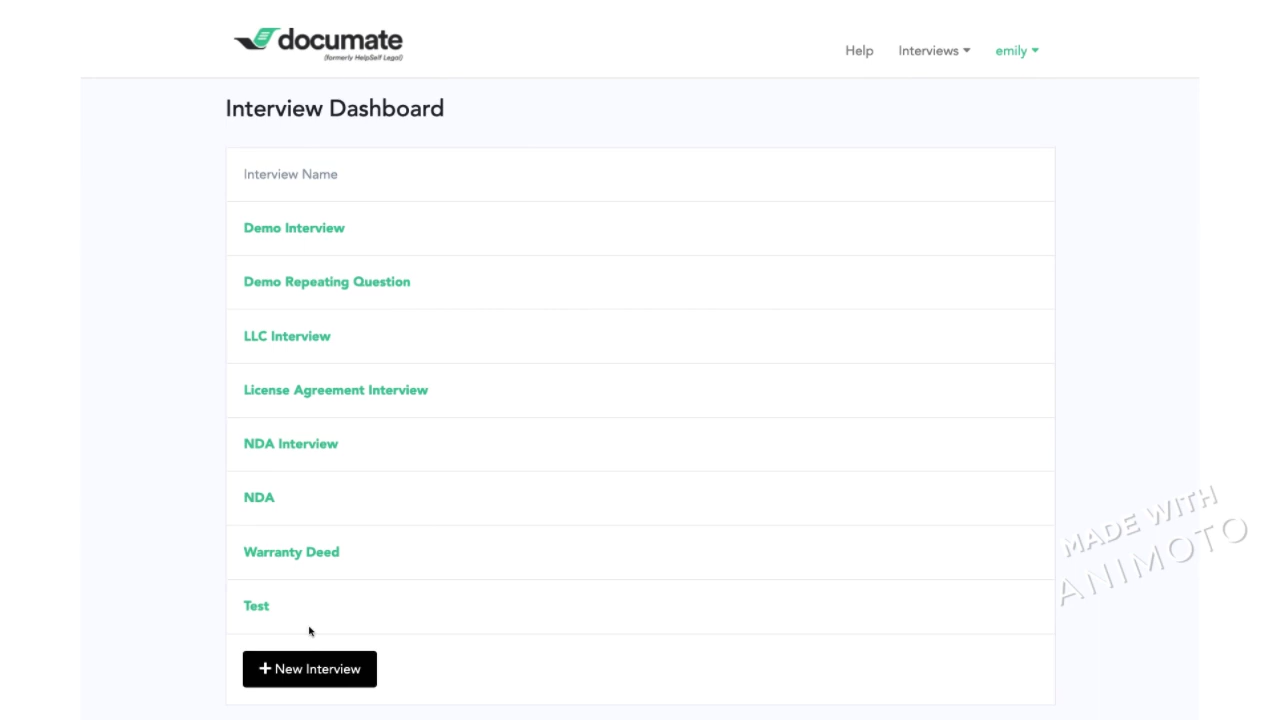 documate
(formerly HelpSelf Legal)
Help Interviews emily
Interview Dashboard
Interview Name
Demo Interview
Demo Repeating Question
LLC Interview
License Agreement Interview
NDA Interview
NDA
Warranty Deed
Test
+ New Interview
MADE WITH
ANIMOTO